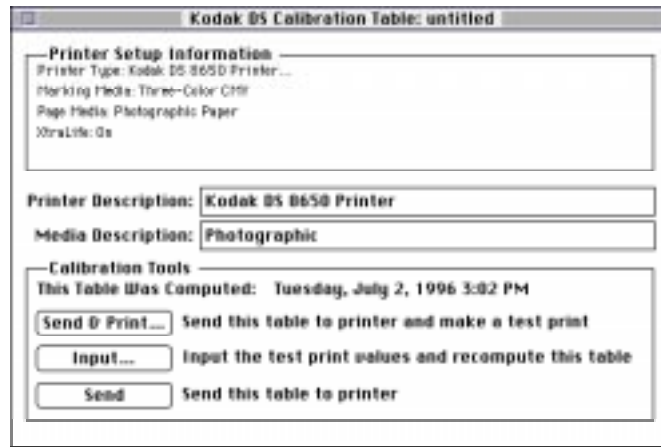 Kodak DS Calibration Table: untitled
Printer Setup Information
Printer Type: Kodak DS 8650 Printer...
Marking Media: Three-Color CMY
Page Media: Photographic Paper
XtraLife: On
Printer Description: Kodak DS 8650 Printer
Media Description: Photographic
Calibration Tools
This Table Was Computed: Tuesday, July 2, 1996 3:02 PM
Send & Print... Send this table to printer and make a test print
Input... Input the test print values and recompute this table
Send Send this table to printer